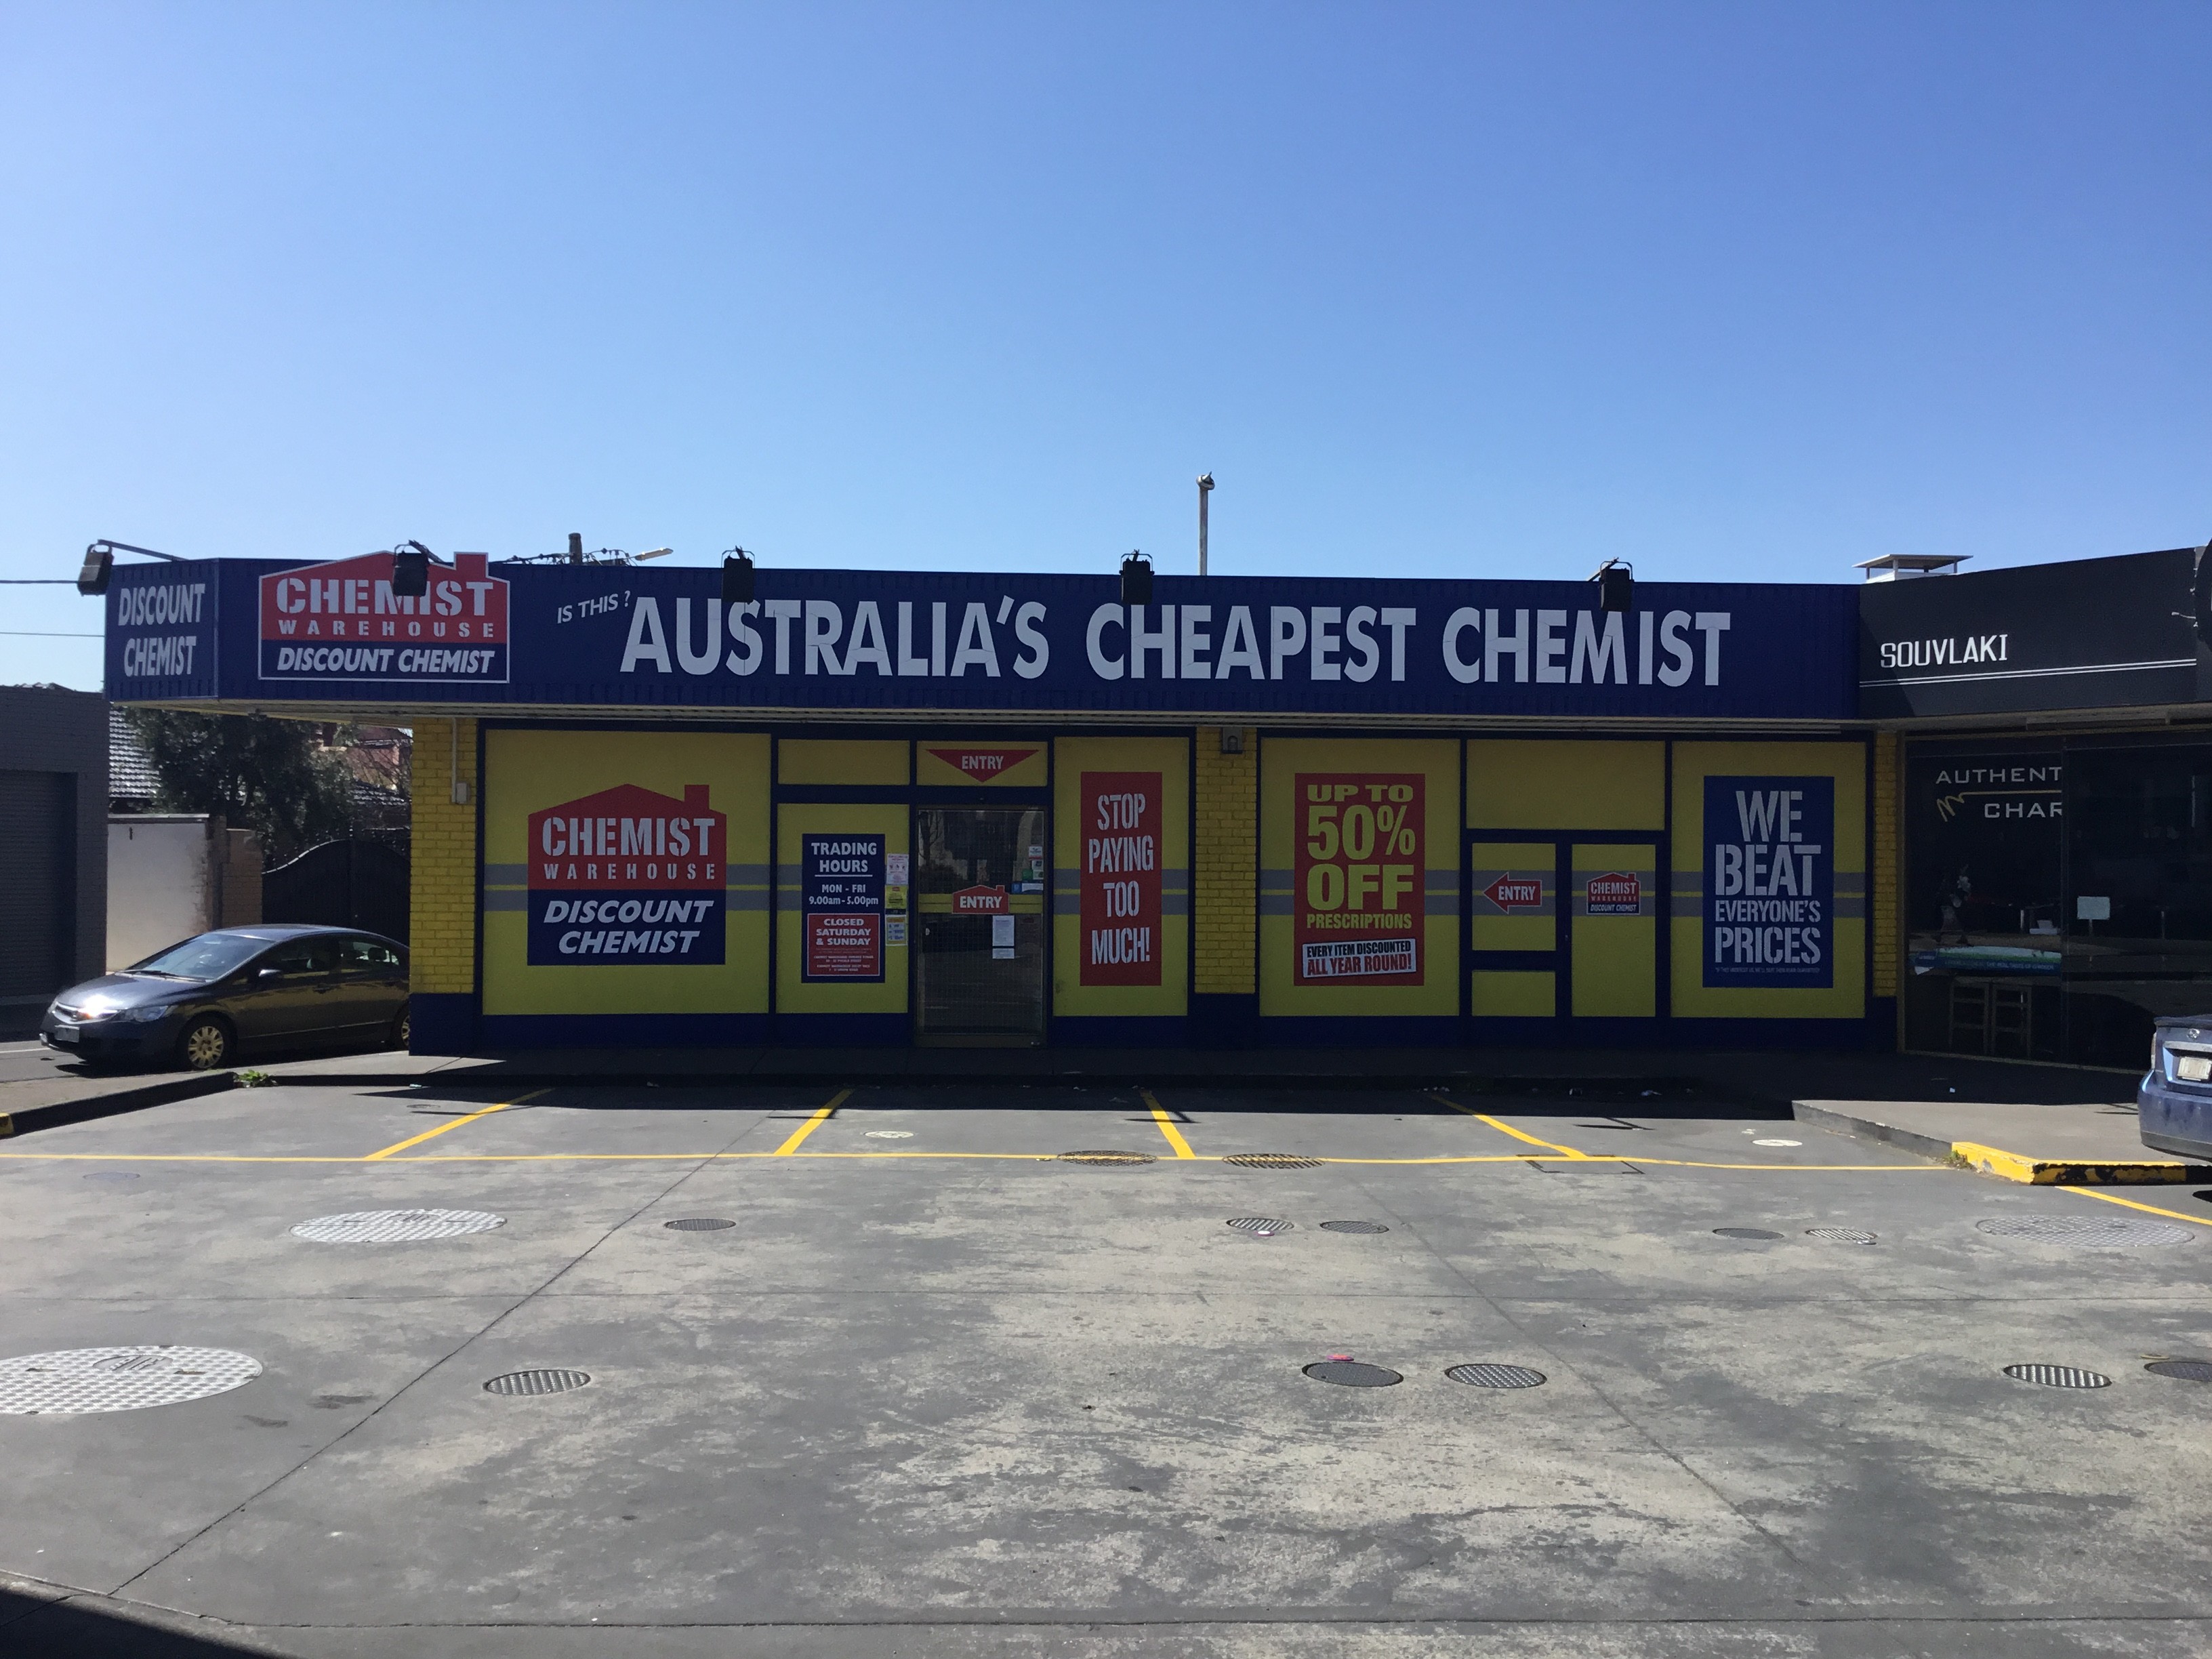 DISCOUNT
CHEMIST
CHEMIST
WAREHOUSE
DISCOUNT CHEMIST
IS THIS ?
AUSTRALIA'S CHEAPEST CHEMIST
SOUVLAKI
CHEMIST
WAREHOUSE
DISCOUNT
CHEMIST
TRADING
HOURS
MON - FRI
9.00am - 5.00pm
CLOSED
SATURDAY
& SUNDAY
ENTRY
ENTRY
STOP
PAYING
TOO
MUCH!
UP TO
50%
OFF
PRESCRIPTIONS
EVERY ITEM DISCOUNTED
ALL YEAR ROUND!
ENTRY
CHEMIST
WAREHOUSE
DISCOUNT CHEMIST
WE
BEAT
EVERYONE'S
PRICES
AUTHENT
CHAR